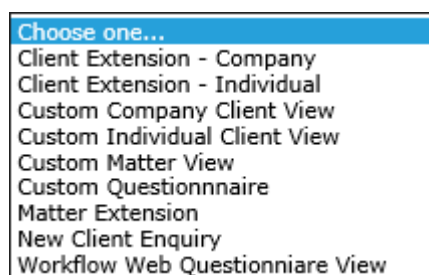 Choose one...
Client Extension - Company
Client Extension - Individual
Custom Company Client View
Custom Individual Client View
Custom Matter View
Custom Questionnnaire
Matter Extension
New Client Enquiry
Workflow Web Questionniare View